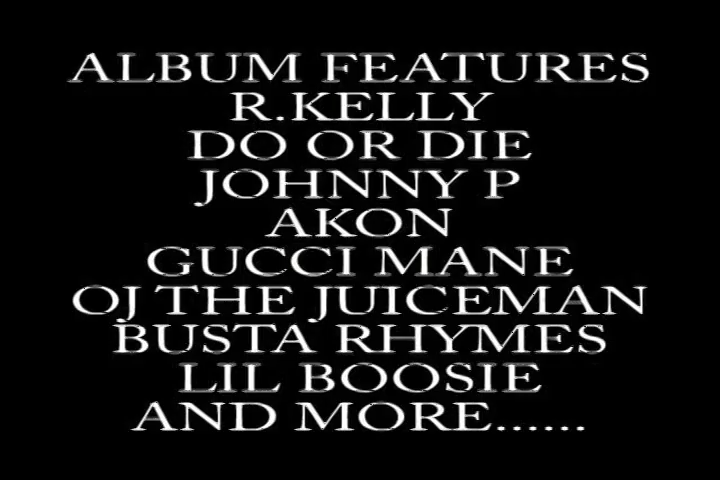 ALBUM FEATURES
R.KELLY
DO OR DIE
JOHNNY P
AKON
GUCCI MANE
OJ THE JUICEMAN
BUSTA RHYMES
LIL BOOSIE
AND MORE......